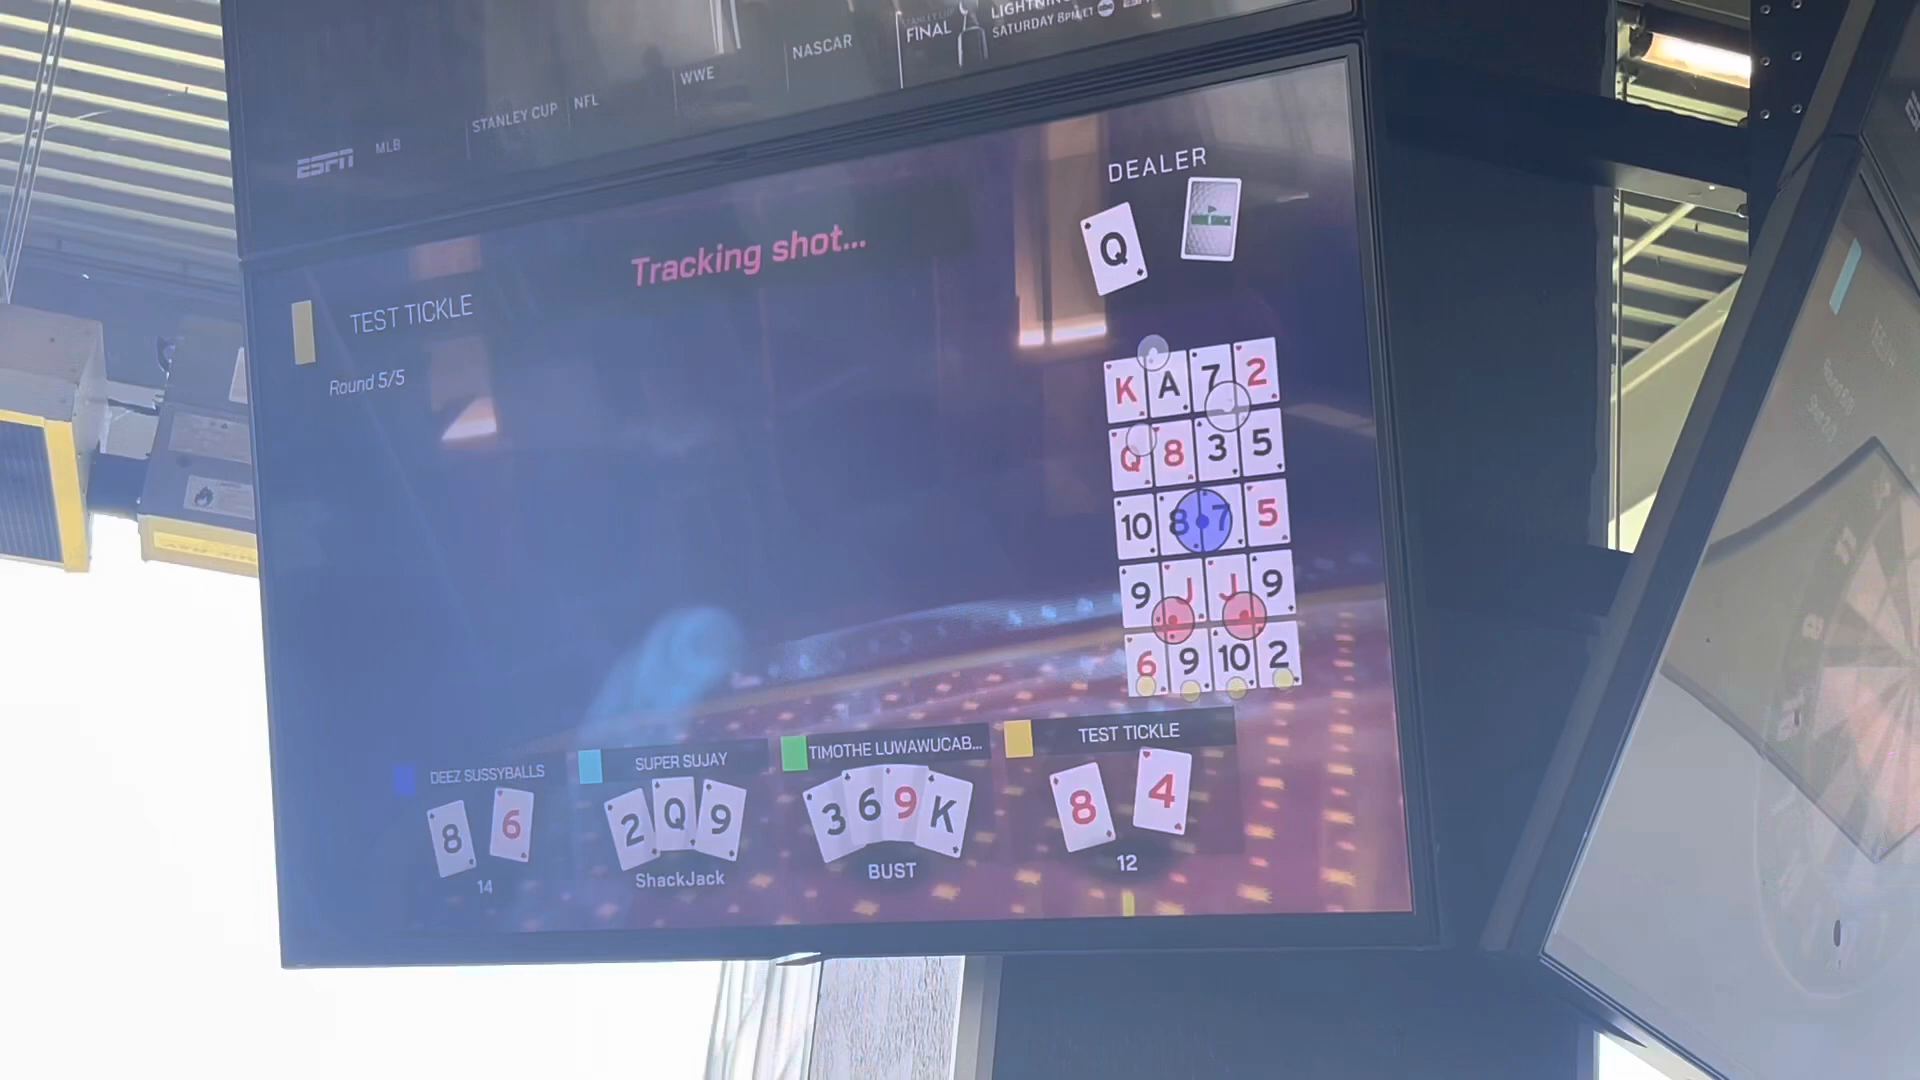 STANLEY CUP
FINAL
SATURDAY 8PM ET
ESPN
MLB
STANLEY CUP
NFL
WWE
NASCAR
DEALER
Q
Tracking shot...
TEST TICKLE
Round 5/5
K A 7 2
Q 8 3 5
10 8 7 5
9 J J 9
6 9 10 2
DEEZ SUSSYBALLS
8 6
14
SUPER SUJAY
2 Q 9
ShackJack
TIMOTHE LUWAWUCAB...
3 6 9 K
BUST
TEST TICKLE
8 4
12